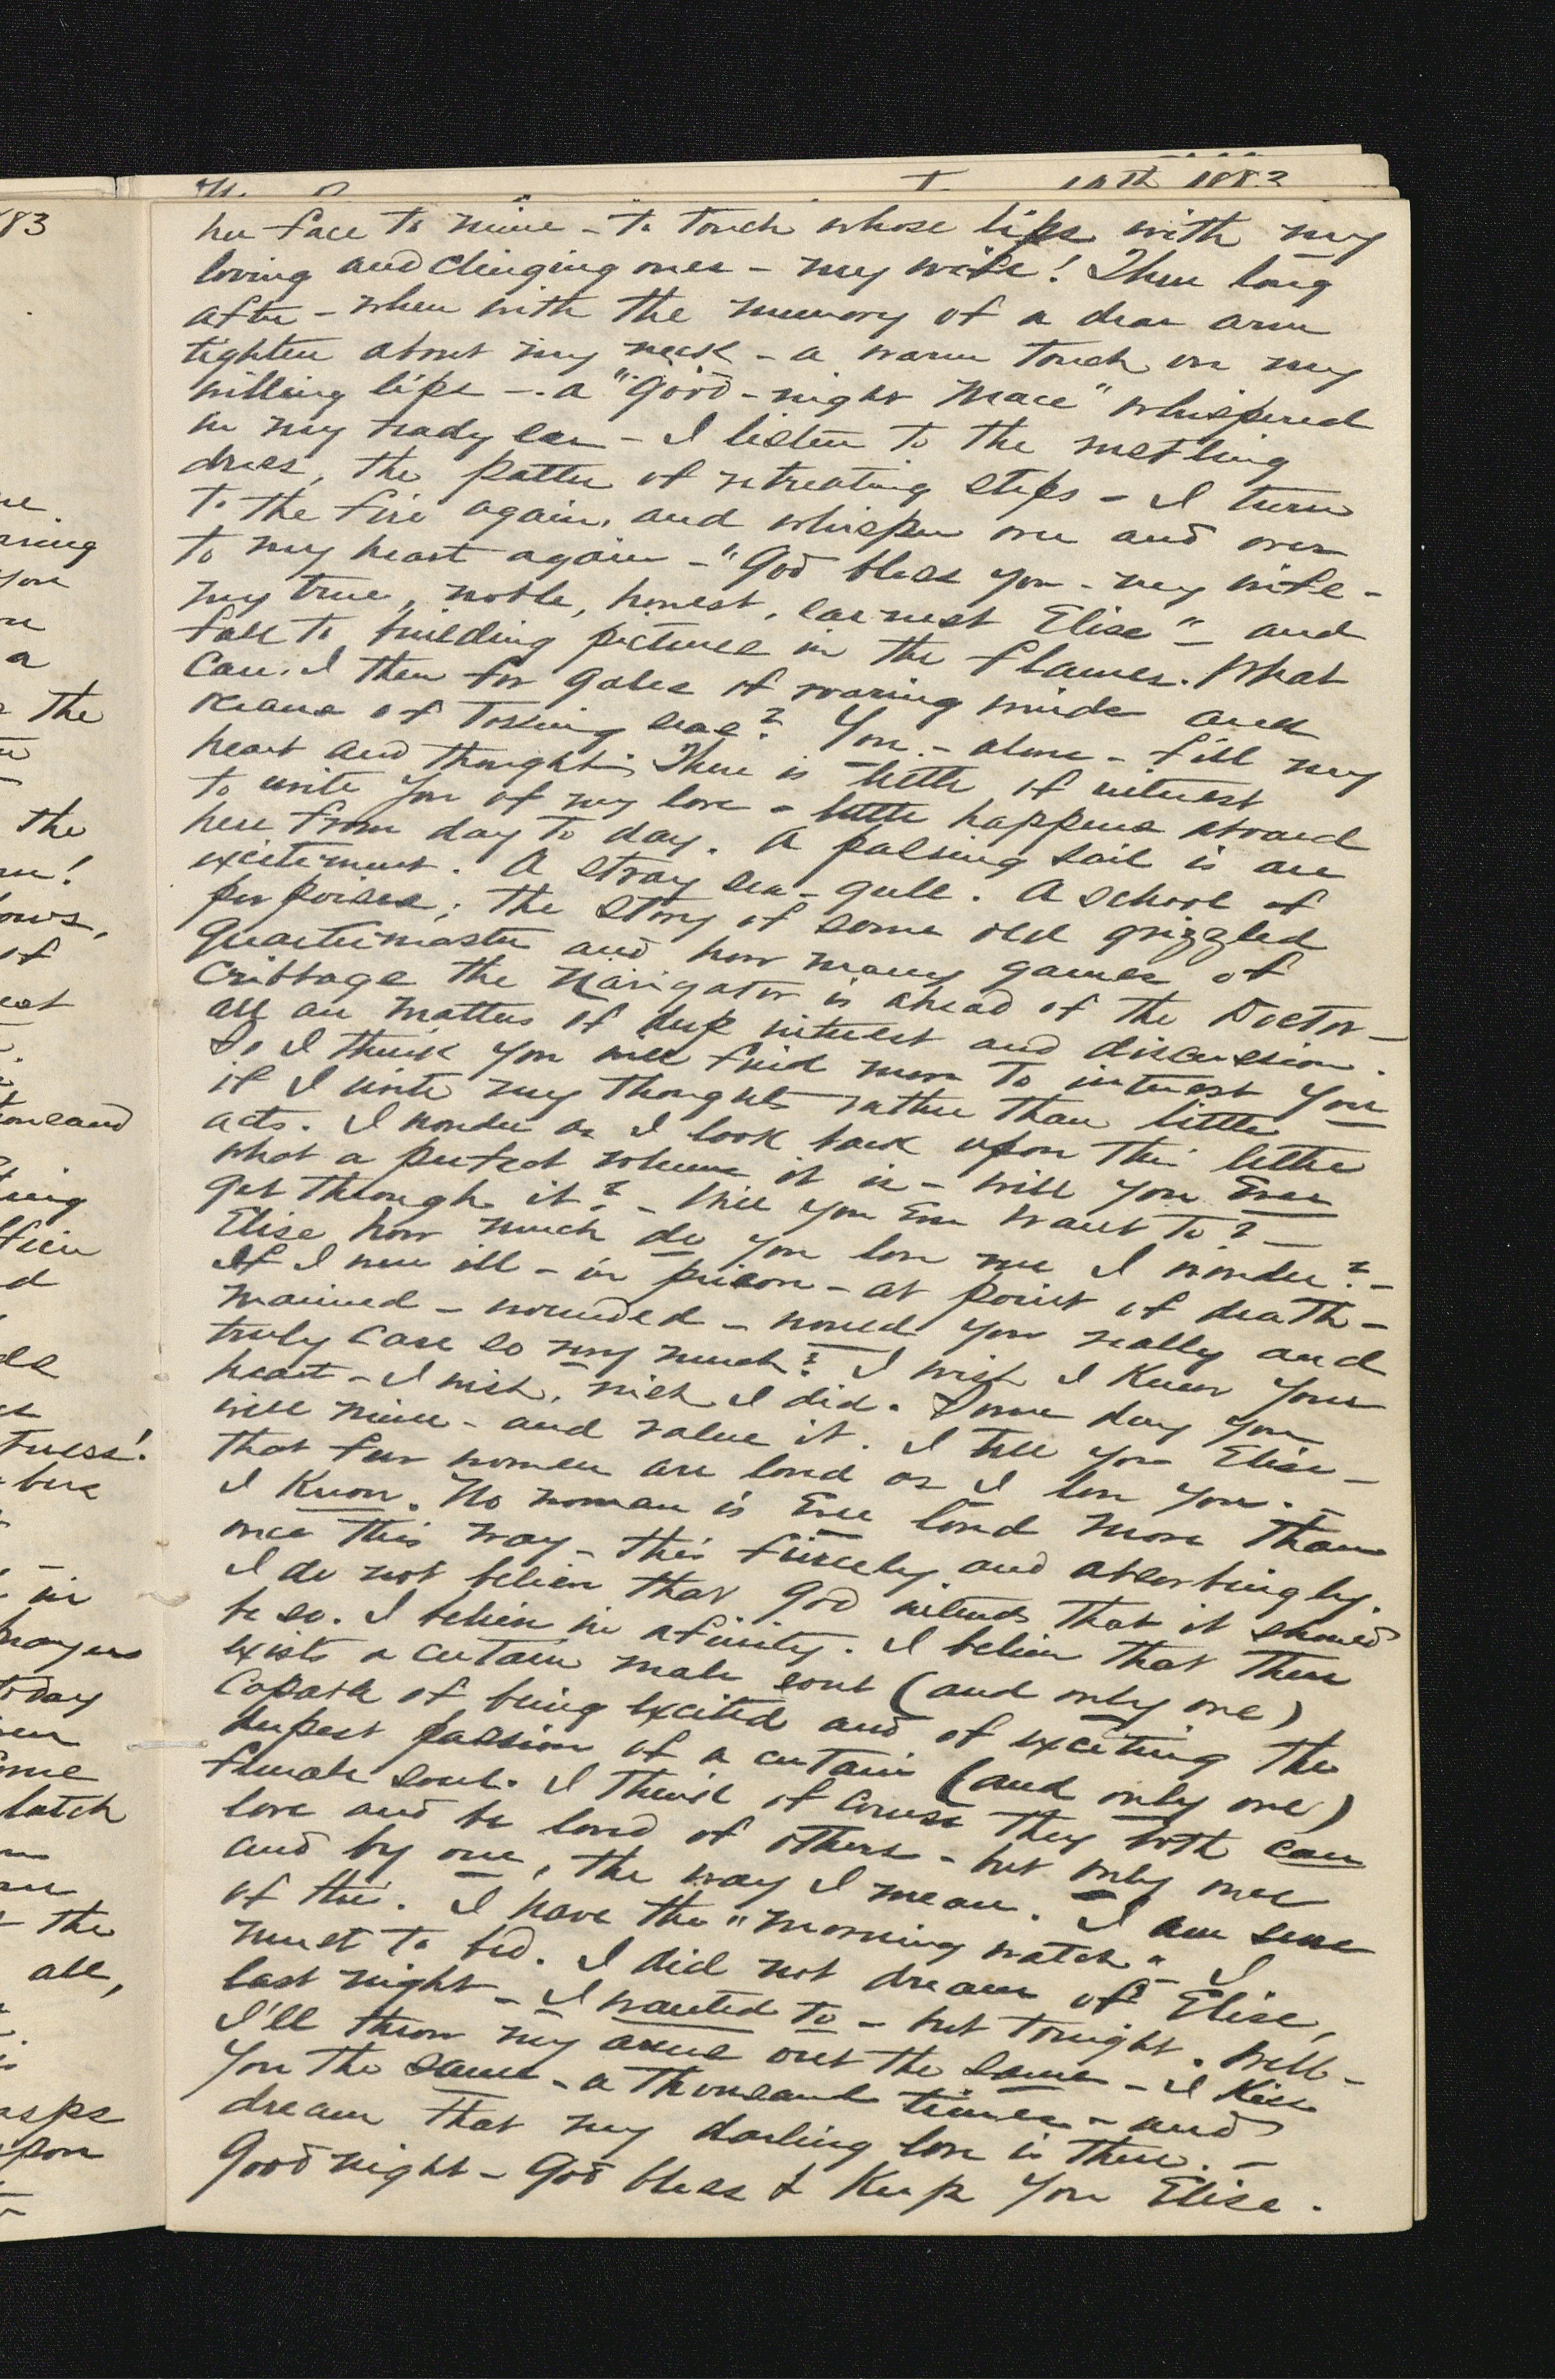 10th 1883
83
her face to mine - to touch whose lips with my
loving and clinging ones - my wife! Then long
after - when with the memory of a dear arm
tighten about my neck - a warm touch on my
willing lips - a "Good-night Mace" whispered
in my ready ear - I listen to the rustling
dress, the patter of retreating steps - I turn
to the fire again, and whisper over and over
to my heart again - "God bless you - my wife -
my true, noble, honest, earnest Elise" - and
fall to building pictures in the flames. What
care I then for gales of roaring winds and
oceans of tossing seas? You - alone - fill my
heart and thought. There is little of interest
to write you of my love - little happens aboard
here from day to day. A passing sail is an
excitement. A stray sea-gull. A school of
porpoises; the story of some old grizzled
Quartermaster and how many games of
Cribbage the Navigator is ahead of the Doctor -
all are matters of deep interest and discussion.
So I think you will find more to interest you
if I write my thoughts rather than little
acts. I wonder as I look back upon this letter
what a perfect volume it is - will you ever
get through it? - Will you ever want to? -
Elise how much do you love me I wonder? -
If I were ill - in prison - at point of death -
maimed - wounded - would you really and
truly care so very much? I wish I knew your
heart - I wish, wish I did. Some day you
will mine - and value it. I tell you Elise -
that few women are loved as I love you. -
I know. No woman is ever loved more than
once this way - this fiercely and absorbingly.
I do not believe that God intends that it should
be so. I believe in afinity. I believe that there
exists a certain male soul (and only one)
capable of being excited and of exciting the
deepest passion of a certain (and only one)
female soul. I think of course they both can
love and be loved of others - but only once
and by one, the way I mean. I am sure
of this. I have the "morning watch" - I
must to bed. I did not dream of Elise,
last night - I wanted to - but tonight. Well -
I'll throw my arms out the same - I kiss
you the same - a thousand times - and
dream that my darling love is there. -
Good night - God bless & keep you Elise.